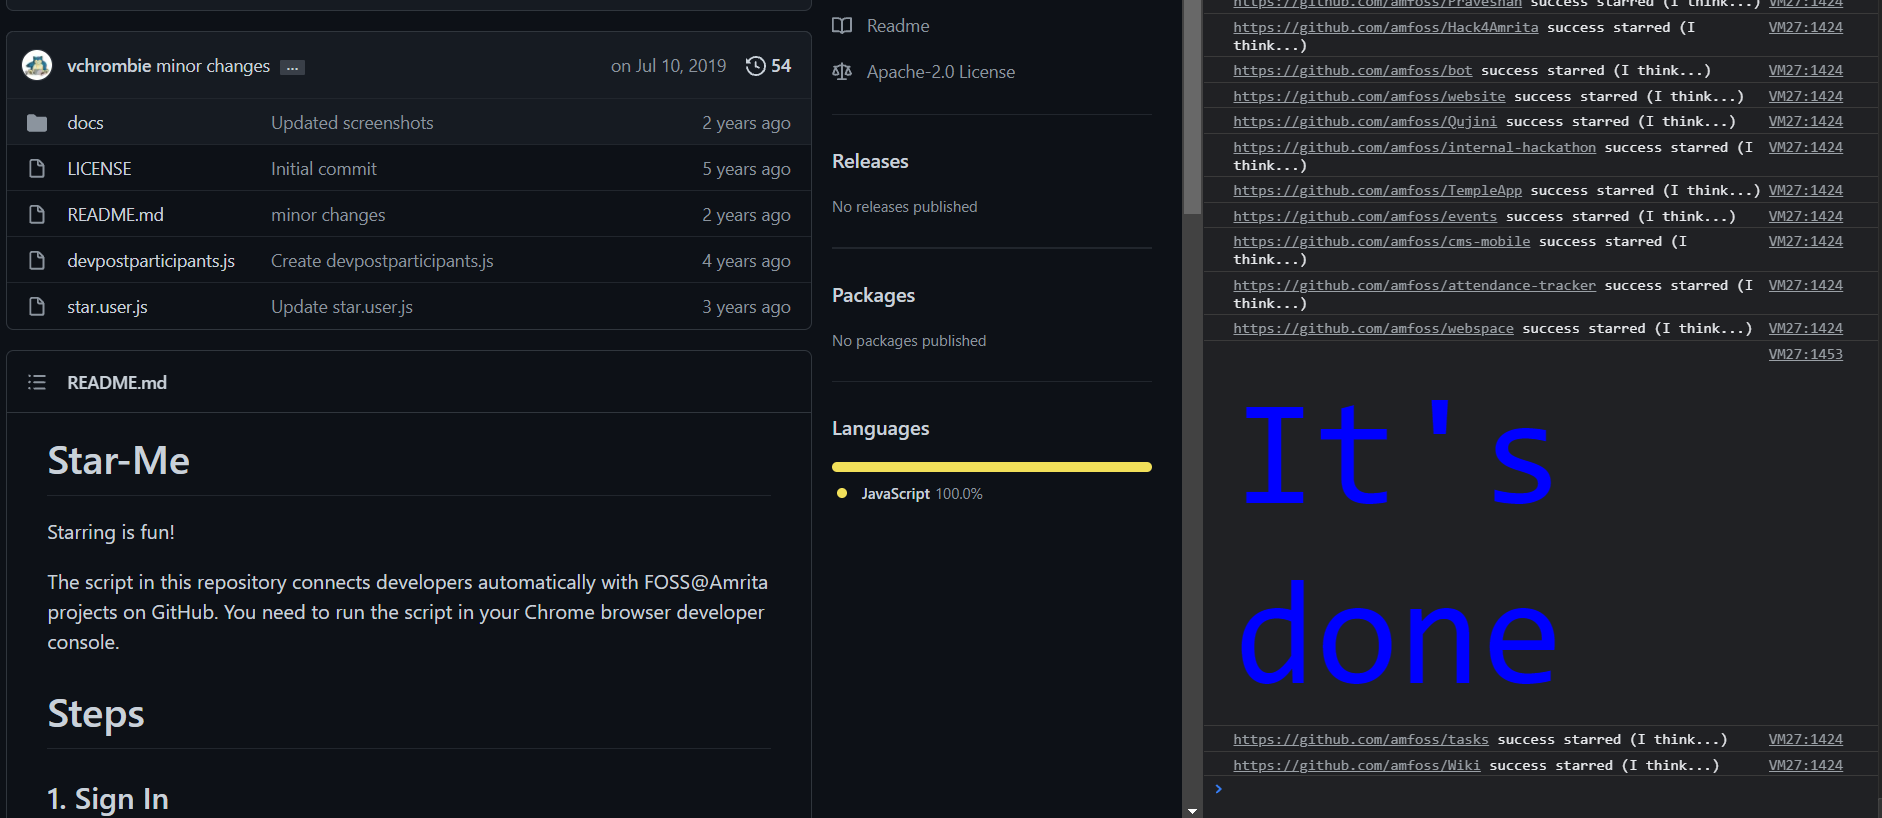 vchrombie minor changes ...
on Jul 10, 2019 54
docs Updated screenshots 2 years ago
LICENSE Initial commit 5 years ago
README.md minor changes 2 years ago
devpostparticipants.js Create devpostparticipants.js 4 years ago
star.user.js Update star.user.js 3 years ago
README.md
Star-Me
Starring is fun!
The script in this repository connects developers automatically with FOSS@Amrita
projects on GitHub. You need to run the script in your Chrome browser developer
console.
Steps
1. Sign In
Readme
Apache-2.0 License
Releases
No releases published
Packages
No packages published
Languages
JavaScript 100.0%
https://github.com/amfoss/Praveshan success starred (I think...) VM27:1424
https://github.com/amfoss/Hack4Amrita success starred (I VM27:1424
think...)
https://github.com/amfoss/bot success starred (I think...) VM27:1424
https://github.com/amfoss/website success starred (I think...) VM27:1424
https://github.com/amfoss/Qujini success starred (I think...) VM27:1424
https://github.com/amfoss/internal-hackathon success starred (I VM27:1424
think...)
https://github.com/amfoss/TempleApp success starred (I think...) VM27:1424
https://github.com/amfoss/events success starred (I think...) VM27:1424
https://github.com/amfoss/cms-mobile success starred (I VM27:1424
think...)
https://github.com/amfoss/attendance-tracker success starred (I VM27:1424
think...)
https://github.com/amfoss/webspace success starred (I think...) VM27:1424
VM27:1453
It's
done
https://github.com/amfoss/tasks success starred (I think...) VM27:1424
https://github.com/amfoss/Wiki success starred (I think...) VM27:1424